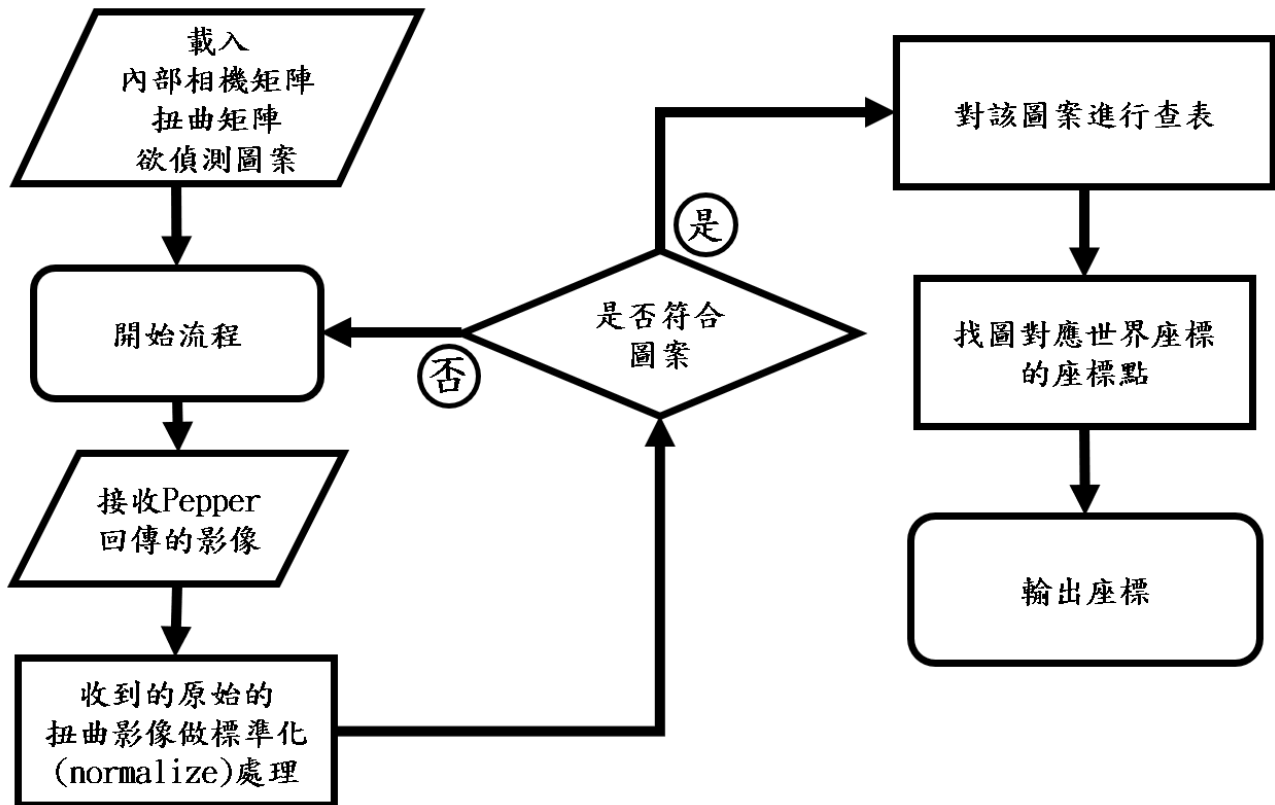 載入
內部相機矩陣
扭曲矩陣
欲偵測圖案
開始流程
接收Pepper
回傳的影像
收到的原始的
扭曲影像做標準化
(normalize)處理
是否符合
圖案
否
是
對該圖案進行查表
找圖對應世界座標
的座標點
輸出座標